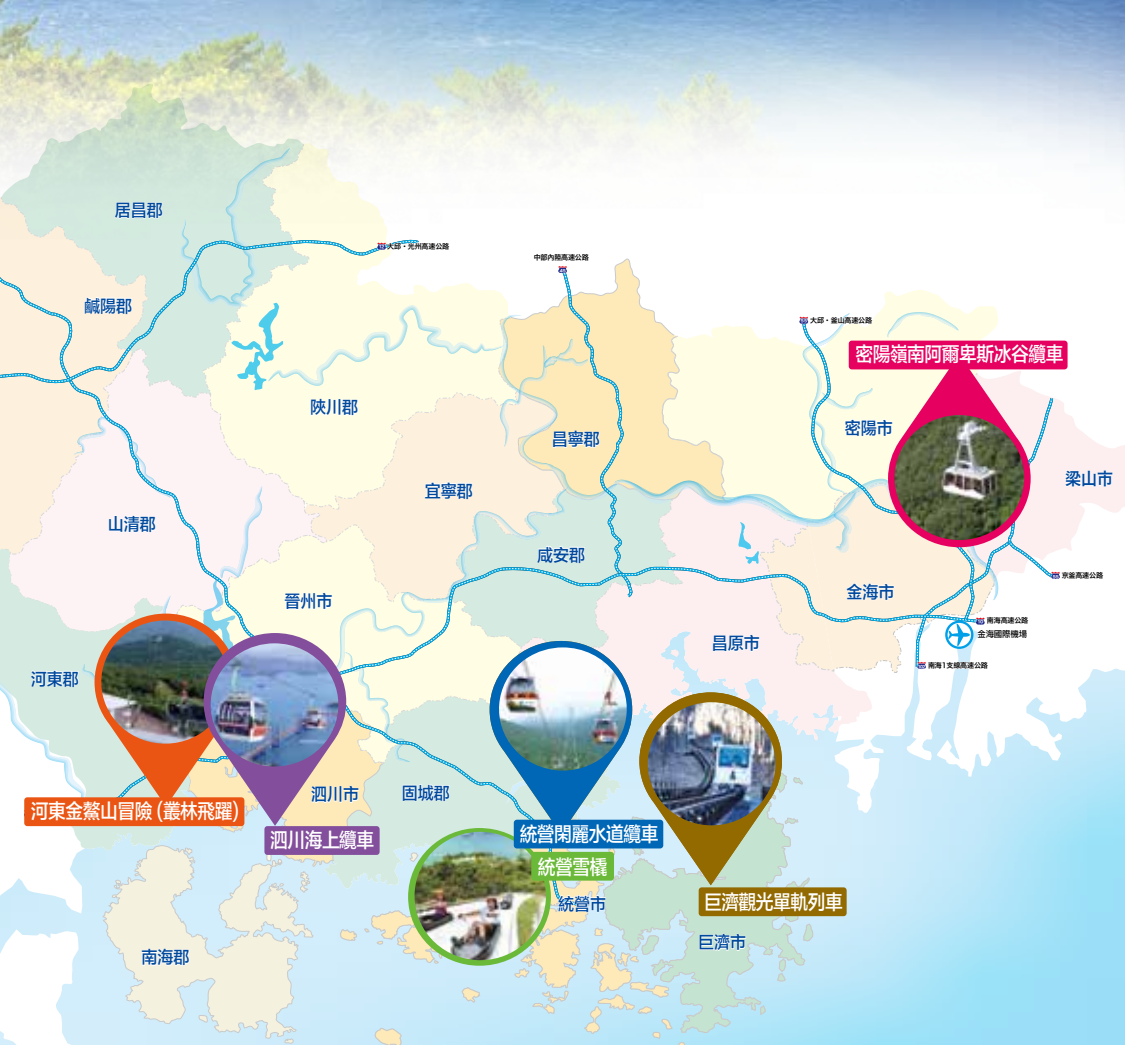 居昌郡
大邱・光州高速公路
中部內陸高速公路
鹹陽郡
大邱・釜山高速公路
密陽嶺南阿爾卑斯冰谷纜車
陜川郡
昌寧郡
密陽市
梁山市
宜寧郡
山清郡
咸安郡
京釜高速公路
金海市
晉州市
南海高速公路
金海國際機場
昌原市
南海1支線高速公路
河東郡
泗川市
固城郡
河東金鰲山冒險 (叢林飛躍)
泗川海上纜車
統營閑麗水道纜車
統營雪橇
統營市
巨濟觀光單軌列車
巨濟市
南海郡